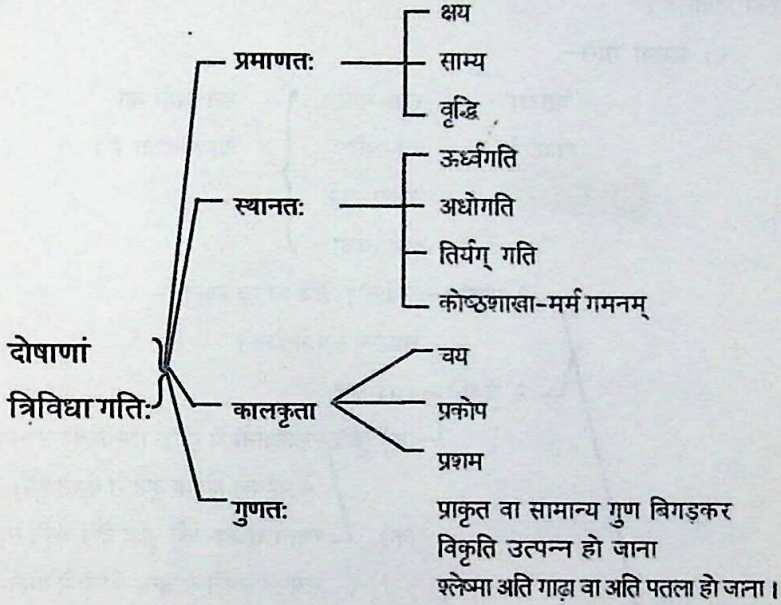 क्षय
प्रमाणतः
साम्य
वृद्धि
ऊर्ध्वगति
स्थानतः
अधोगति
तिर्यग् गति
कोष्ठशाखा-मर्म गमनम्
दोषाणां
त्रिविधा गतिः
चय
कालकृता
प्रकोप
प्रशम
गुणतः
प्राकृत वा सामान्य गुण बिगड़कर
विकृति उत्पन्न हो जाना
श्लेष्मा अति गाढ़ा वा अति पतला हो जाना।